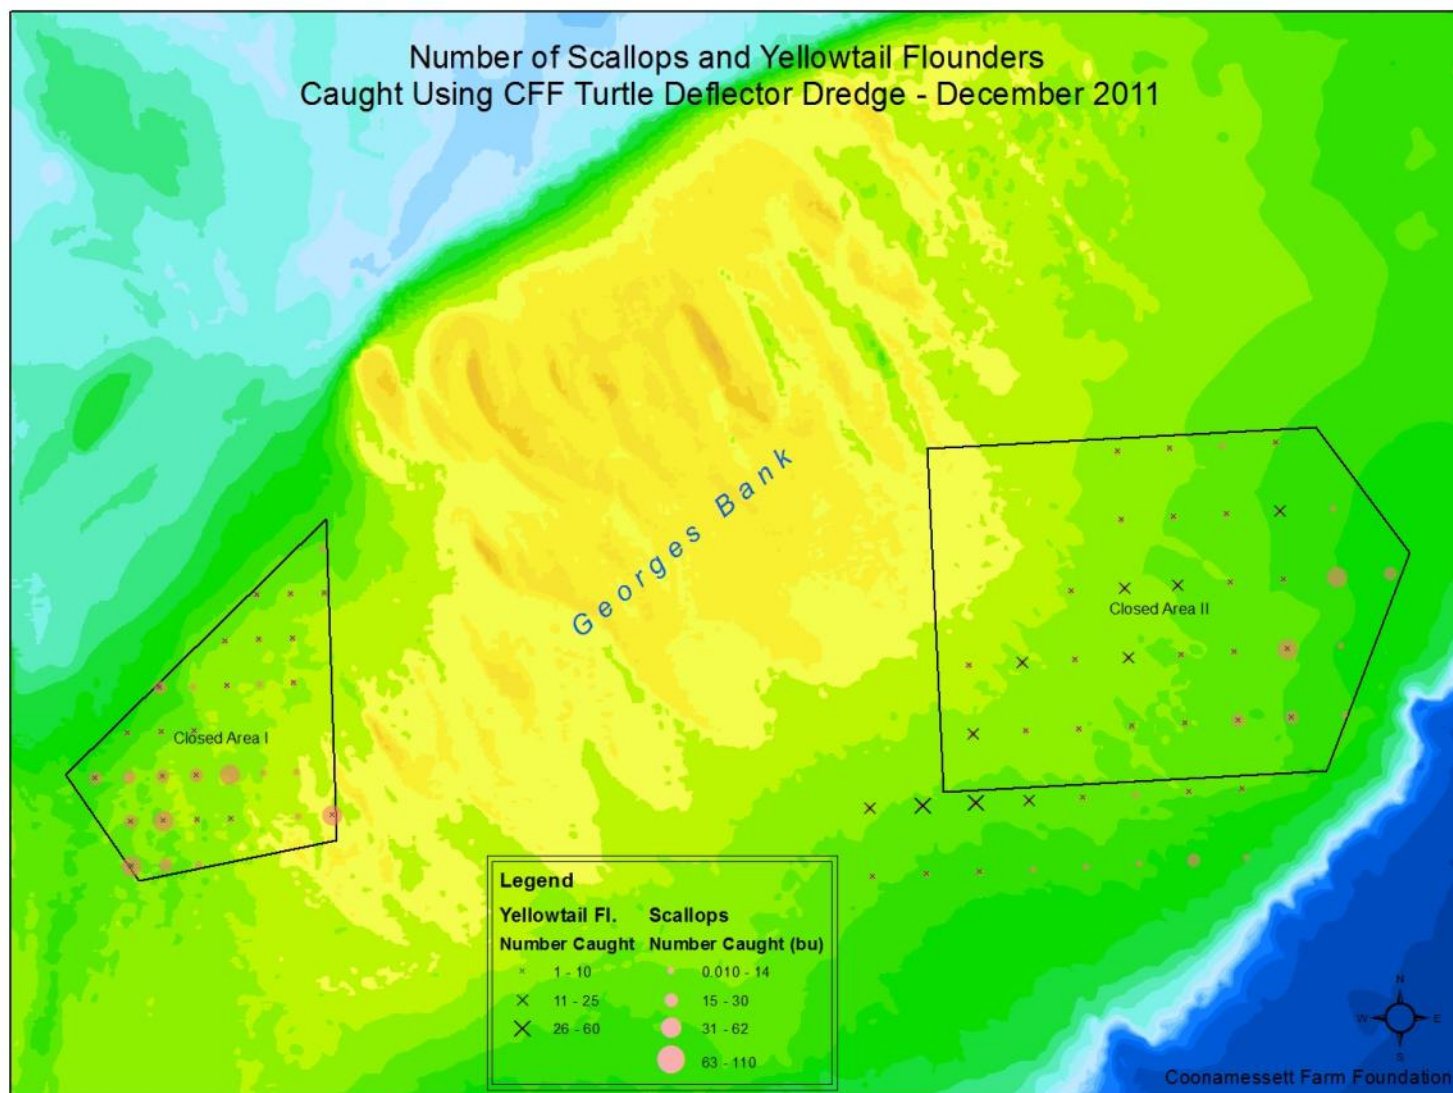 Number of Scallops and Yellowtail Flounders
Caught Using CFF Turtle Deflector Dredge - December 2011
Georges Bank
Closed Area II
Closed Area I
Legend
Yellowtail Fl. Scallops
Number Caught Number Caught (bu)
1 - 10 0.010 - 14
11 - 25 15 - 30
26 - 60 31 - 62
63 - 110
N
W E
S
Coonamessett Farm Foundation